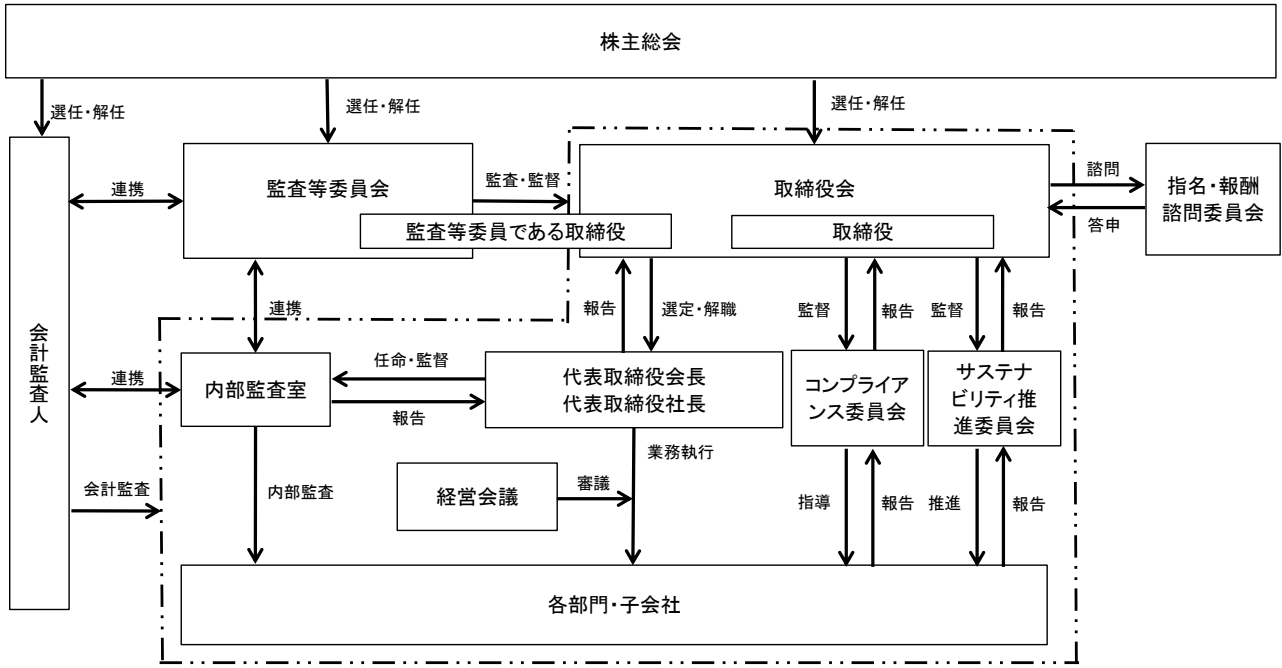 株主総会
選任・解任
選任・解任
選任・解任
監査等委員会
監査・監督
取締役会
諮問
指名・報酬
諮問委員会
答申
連携
監査等委員である取締役
取締役
会計監査人
連携
報告
選定・解職
監督
報告
監督
報告
連携
内部監査室
任命・監督
報告
代表取締役会長
代表取締役社長
コンプライア
ンス委員会
サステナ
ビリティ推
進委員会
業務執行
会計監査
内部監査
経営会議
審議
指導
報告
推進
報告
各部門・子会社